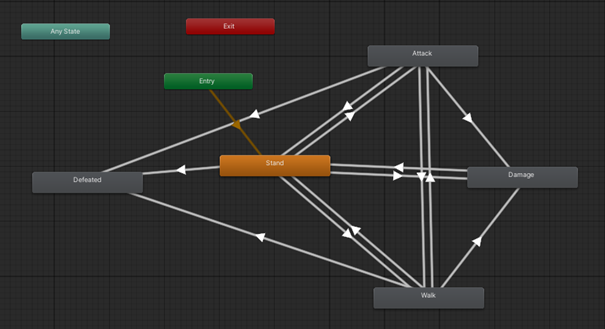 Any State
Exit
Attack
Entry
Stand
Damage
Defeated
Walk